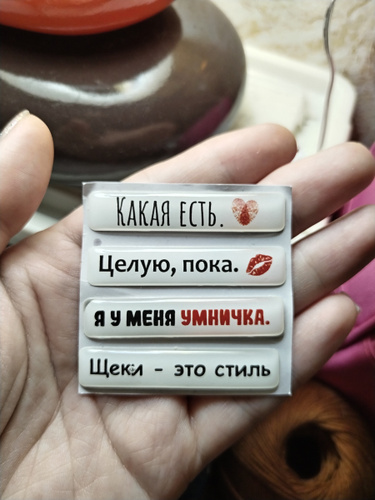 КАКАЯ ЕСТЬ.
Целую, пока.
Я У МЕНЯ УМНИЧКА.
Щеки - это стиль